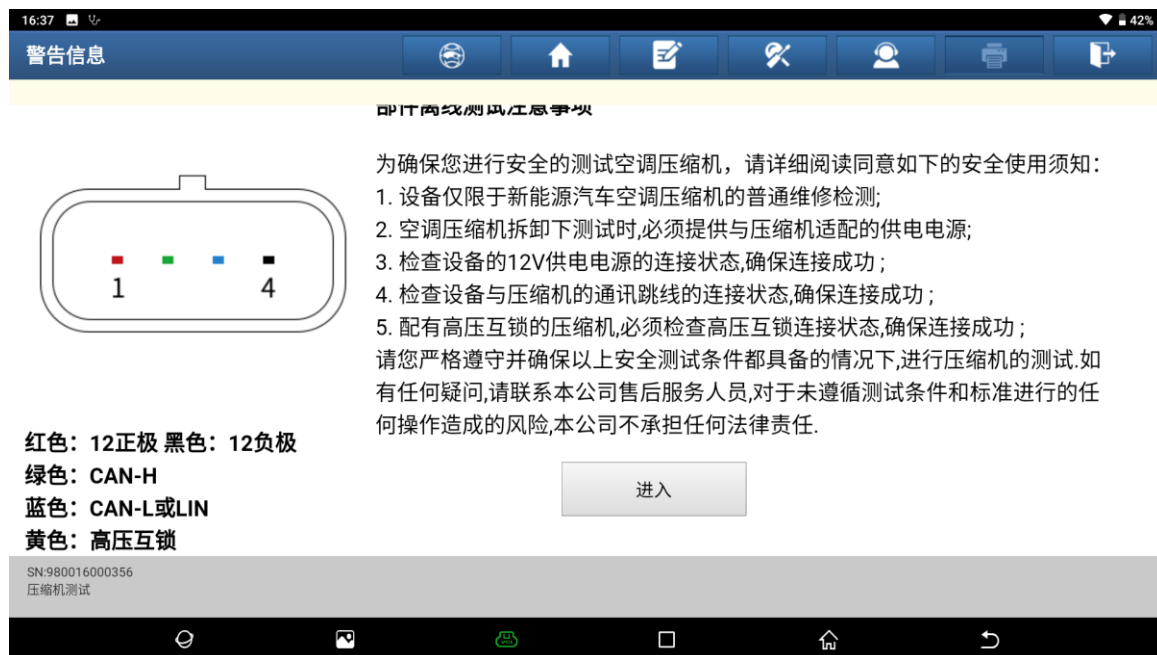 16:37
42%
警告信息
部件离线测试注意事项
为确保您进行安全的测试空调压缩机，请详细阅读同意如下的安全使用须知：
1. 设备仅限于新能源汽车空调压缩机的普通维修检测;
2. 空调压缩机拆卸下测试时,必须提供与压缩机适配的供电电源;
3. 检查设备的12V供电电源的连接状态,确保连接成功 ;
4. 检查设备与压缩机的通讯跳线的连接状态,确保连接成功 ;
5. 配有高压互锁的压缩机,必须检查高压互锁连接状态,确保连接成功 ;
请您严格遵守并确保以上安全测试条件都具备的情况下,进行压缩机的测试.如
有任何疑问,请联系本公司售后服务人员,对于未遵循测试条件和标准进行的任
何操作造成的风险,本公司不承担任何法律责任.
1
4
红色：12正极 黑色：12负极
绿色：CAN-H
蓝色：CAN-L或LIN
黄色：高压互锁
进入
SN:980016000356
压缩机测试